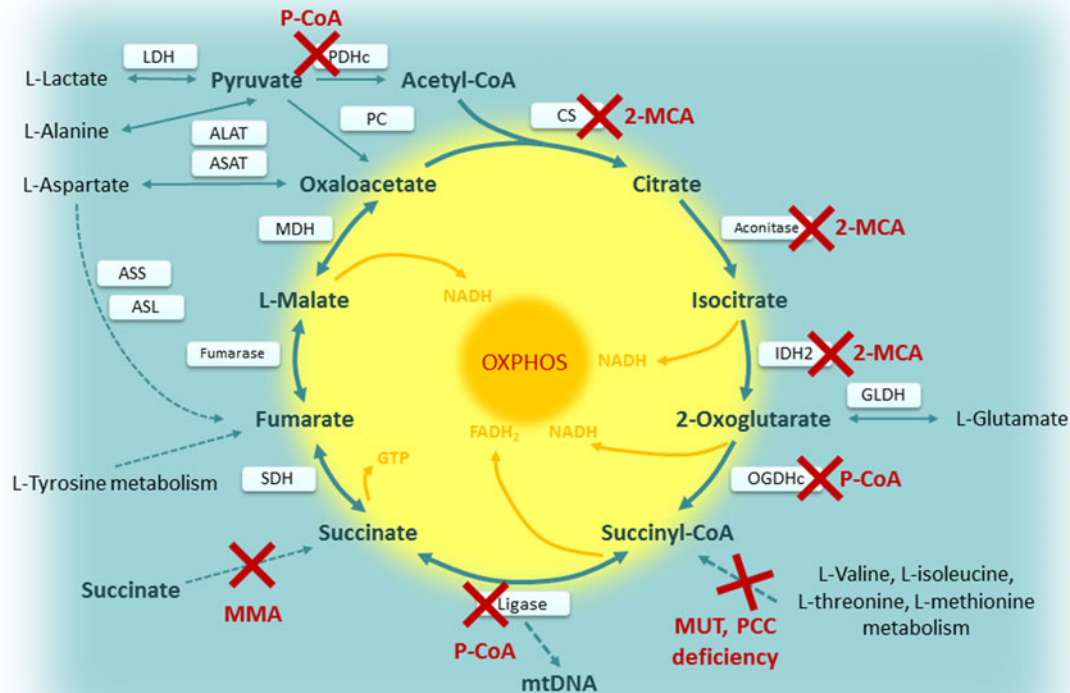 P-CoA
LDH
PDHc
L-Lactate
Pyruvate
Acetyl-CoA
PC
CS
2-MCA
L-Alanine
ALAT
ASAT
L-Aspartate
Oxaloacetate
Citrate
MDH
Aconitase
2-MCA
ASS
ASL
L-Malate
NADH
Isocitrate
Fumarase
OXPHOS
NADH
IDH2
2-MCA
GLDH
Fumarate
FADH₂
NADH
2-Oxoglutarate
L-Glutamate
L-Tyrosine metabolism
SDH
GTP
OGDHc
P-CoA
Succinate
Succinyl-CoA
Succinate
MMA
Ligase
P-CoA
mtDNA
MUT, PCC
deficiency
L-Valine, L-isoleucine,
L-threonine, L-methionine
metabolism